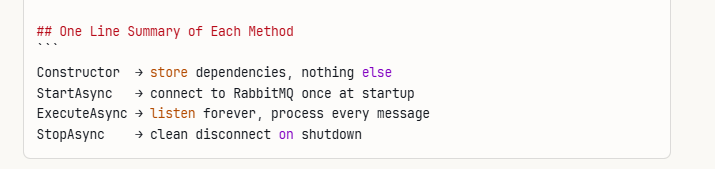 ## One Line Summary of Each Method
```
Constructor  → store dependencies, nothing else
StartAsync   → connect to RabbitMQ once at startup
ExecuteAsync → listen forever, process every message
StopAsync    → clean disconnect on shutdown